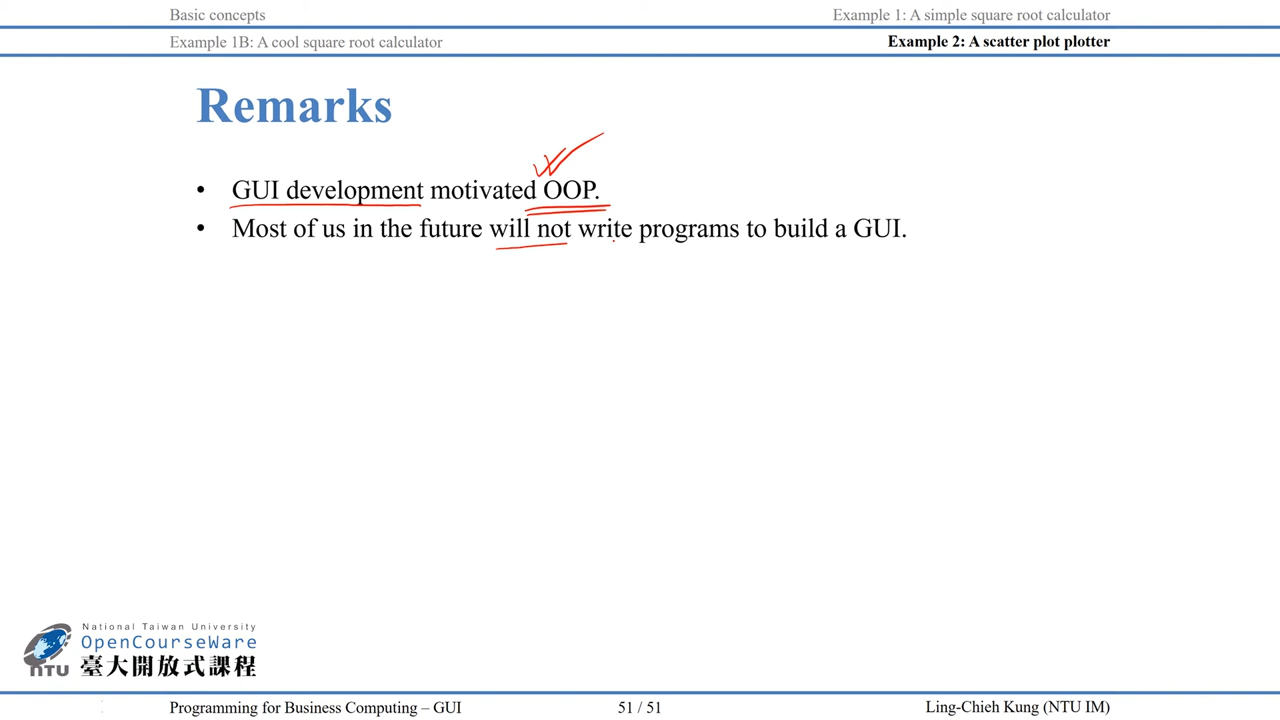 Basic concepts
Example 1: A simple square root calculator
Example 1B: A cool square root calculator
Example 2: A scatter plot plotter
Remarks
• GUI development motivated OOP.
• Most of us in the future will not write programs to build a GUI.
National Taiwan University
OpenCourseWare
NTU 臺大開放式課程
Programming for Business Computing – GUI
51 / 51
Ling-Chieh Kung (NTU IM)